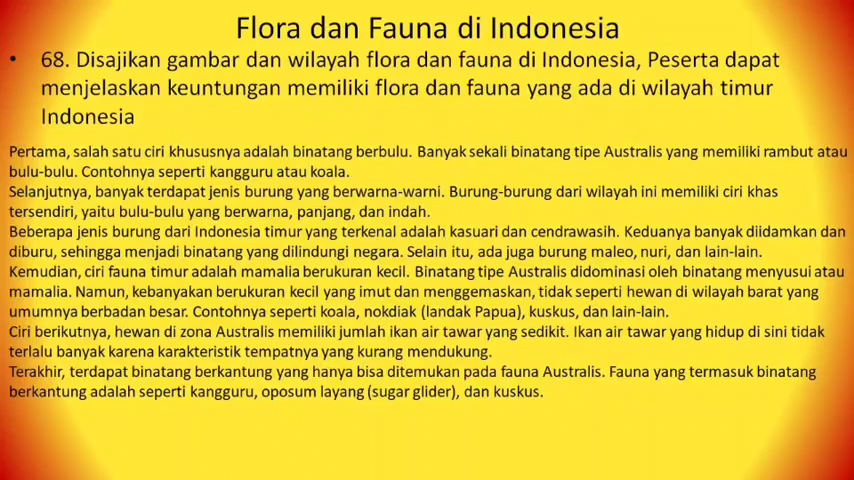 Flora dan Fauna di Indonesia
• 68. Disajikan gambar dan wilayah flora dan fauna di Indonesia, Peserta dapat
menjelaskan keuntungan memiliki flora dan fauna yang ada di wilayah timur
Indonesia
Pertama, salah satu ciri khususnya adalah binatang berbulu. Banyak sekali binatang tipe Australis yang memiliki rambut atau
bulu-bulu. Contohnya seperti kangguru atau koala.
Selanjutnya, banyak terdapat jenis burung yang berwarna-warni. Burung-burung dari wilayah ini memiliki ciri khas
tersendiri, yaitu bulu-bulu yang berwarna, panjang, dan indah.
Beberapa jenis burung dari Indonesia timur yang terkenal adalah kasuari dan cendrawasih. Keduanya banyak diidamkan dan
diburu, sehingga menjadi binatang yang dilindungi negara. Selain itu, ada juga burung maleo, nuri, dan lain-lain.
Kemudian, ciri fauna timur adalah mamalia berukuran kecil. Binatang tipe Australis didominasi oleh binatang menyusui atau
mamalia. Namun, kebanyakan berukuran kecil yang imut dan menggemaskan, tidak seperti hewan di wilayah barat yang
umumnya berbadan besar. Contohnya seperti koala, nokdiak (landak Papua), kuskus, dan lain-lain.
Ciri berikutnya, hewan di zona Australis memiliki jumlah ikan air tawar yang sedikit. Ikan air tawar yang hidup di sini tidak
terlalu banyak karena karakteristik tempatnya yang kurang mendukung.
Terakhir, terdapat binatang berkantung yang hanya bisa ditemukan pada fauna Australis. Fauna yang termasuk binatang
berkantung adalah seperti kangguru, oposum layang (sugar glider), dan kuskus.